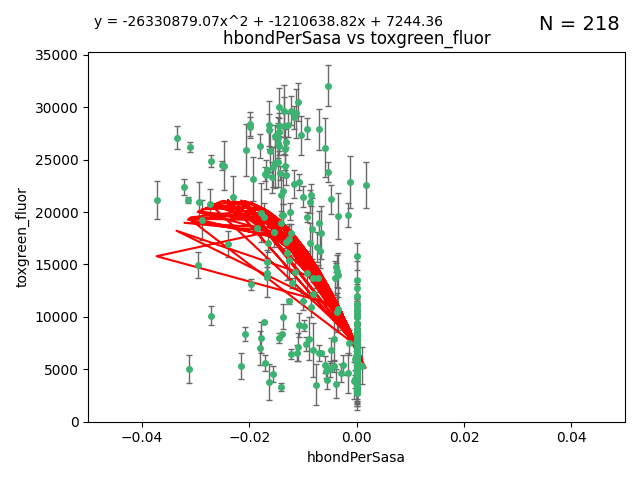 y = -26330879.07x^2 + -1210638.82x + 7244.36
N = 218
hbondPerSasa vs toxgreen_fluor
35000
30000
25000
20000
15000
10000
5000
0
toxgreen_fluor
−0.04
−0.02
0.00
0.02
0.04
hbondPerSasa